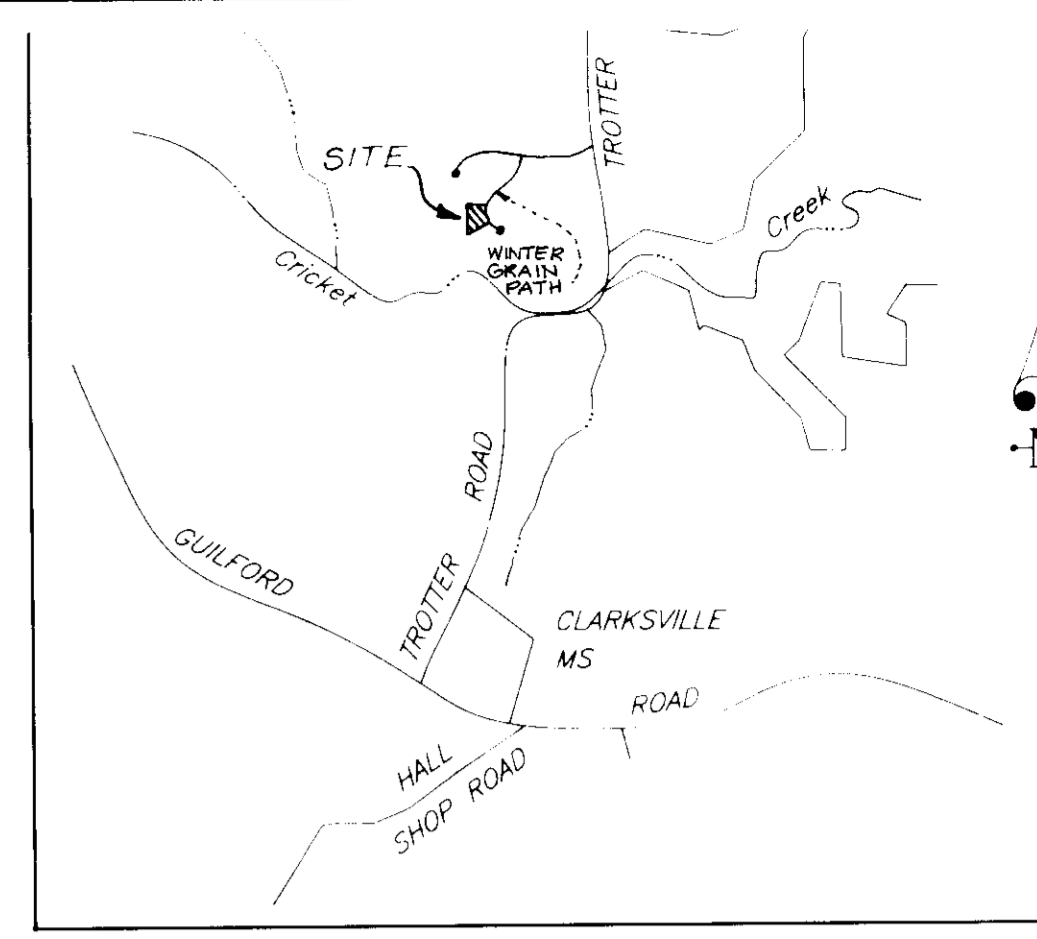 TROTTER
SITE
Creek
WINTER
GRAIN
PATH
Cricket
ROAD
GUILFORD
TROTTER
CLARKSVILLE
MS
ROAD
HALL
SHOP ROAD